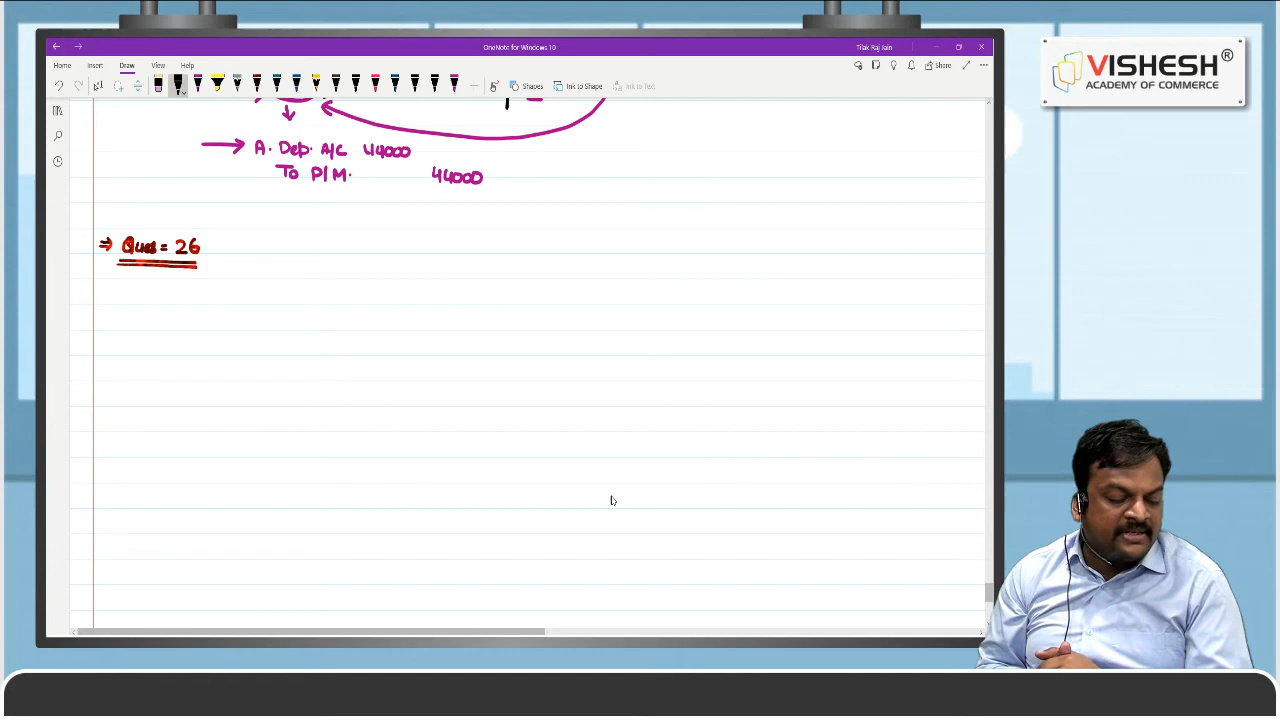 OneNote for Windows 10
Tilak Raj Jain
Home Insert Draw View Help
Share
Shapes Ink to Shape Ink to Text
A. Dep. A/C 44000
To P/M. 44000
⇒ Ques = 26
VISHESH®
ACADEMY OF COMMERCE